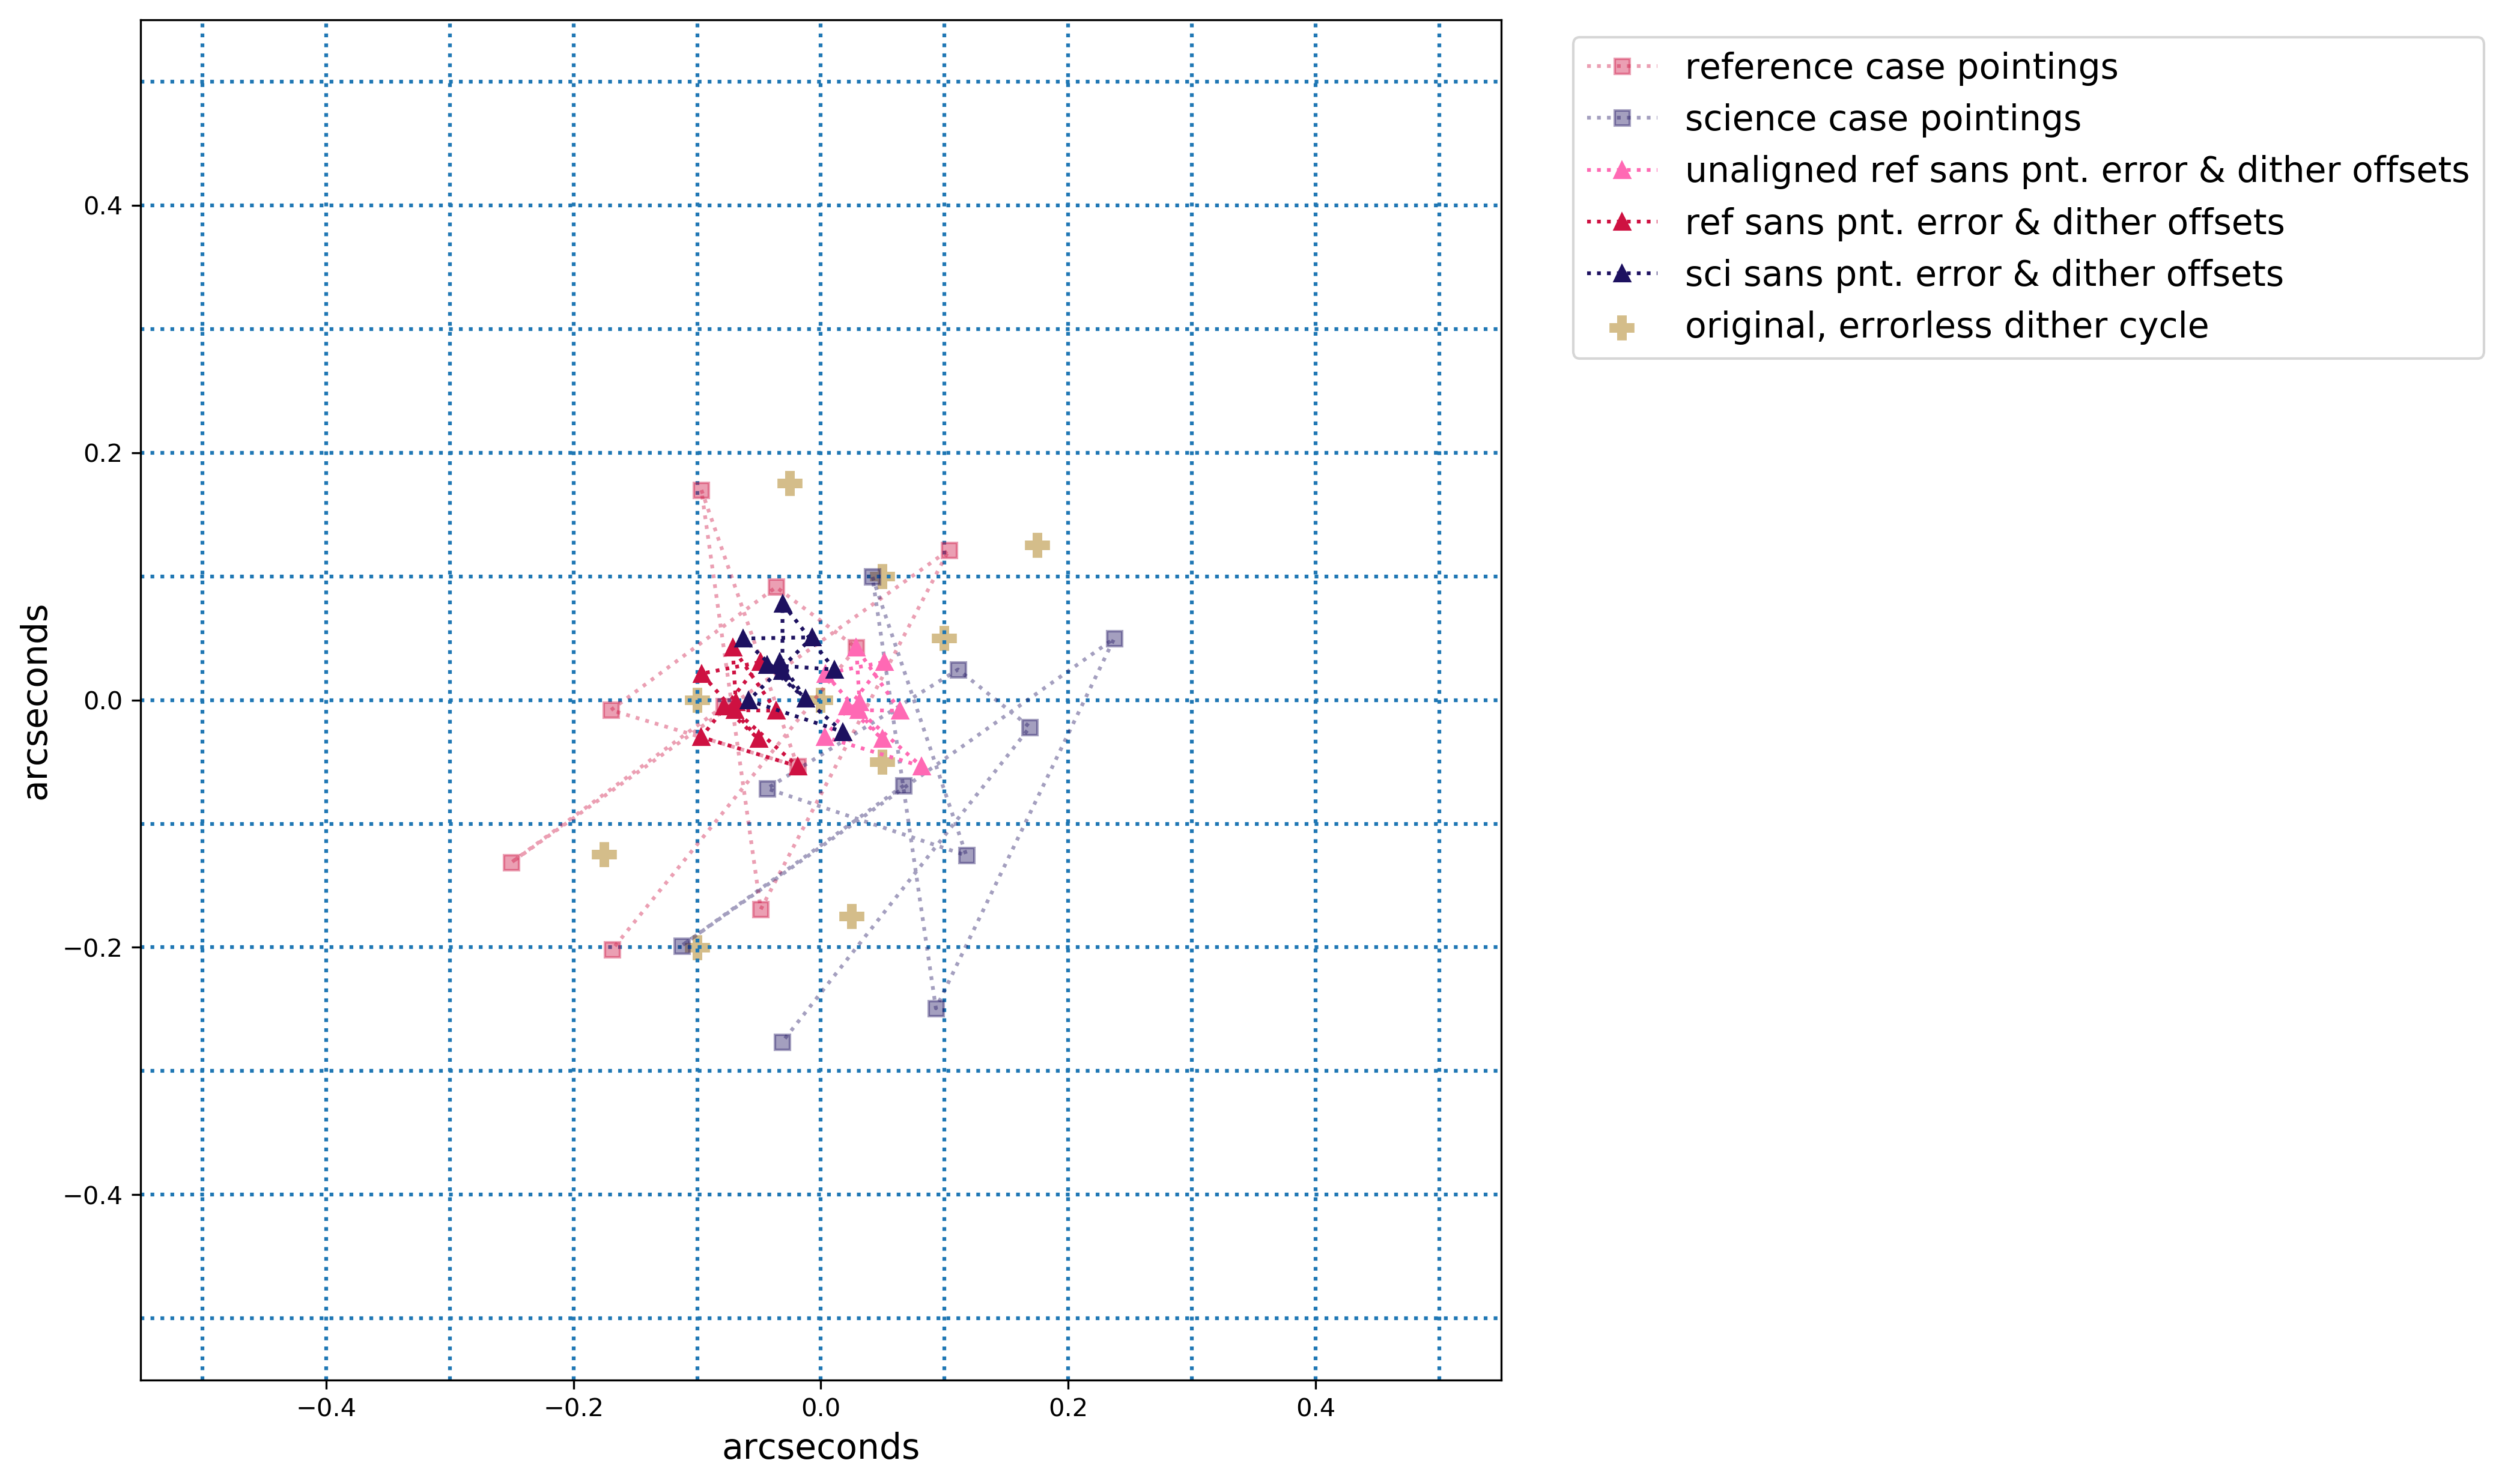 reference case pointings
science case pointings
unaligned ref sans pnt. error & dither offsets
ref sans pnt. error & dither offsets
sci sans pnt. error & dither offsets
original, errorless dither cycle
0.4
0.2
0.0
−0.2
−0.4
arcseconds
−0.4 −0.2 0.0 0.2 0.4
arcseconds